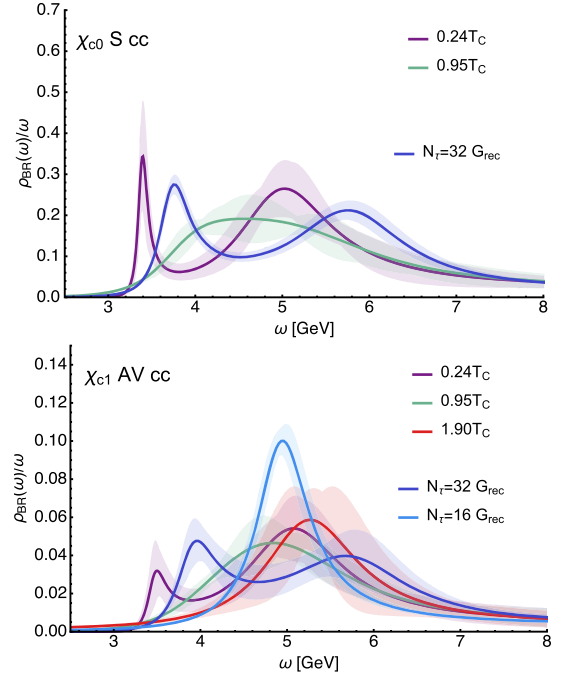 χc0 S cc
0.24TC
0.95TC
Nτ=32 Grec
ρBR(ω)/ω
0.7
0.6
0.5
0.4
0.3
0.2
0.1
0.0
3 4 5 6 7 8
ω [GeV]
χc1 AV cc
0.24TC
0.95TC
1.90TC
Nτ=32 Grec
Nτ=16 Grec
ρBR(ω)/ω
0.14
0.12
0.10
0.08
0.06
0.04
0.02
0.00
3 4 5 6 7 8
ω [GeV]